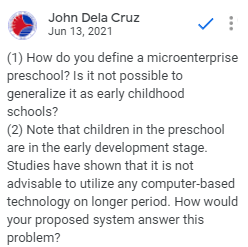 John Dela Cruz
Jun 13, 2021
(1) How do you define a microenterprise
preschool? Is it not possible to
generalize it as early childhood
schools?
(2) Note that children in the preschool
are in the early development stage.
Studies have shown that it is not
advisable to utilize any computer-based
technology on longer period. How would
your proposed system answer this
problem?